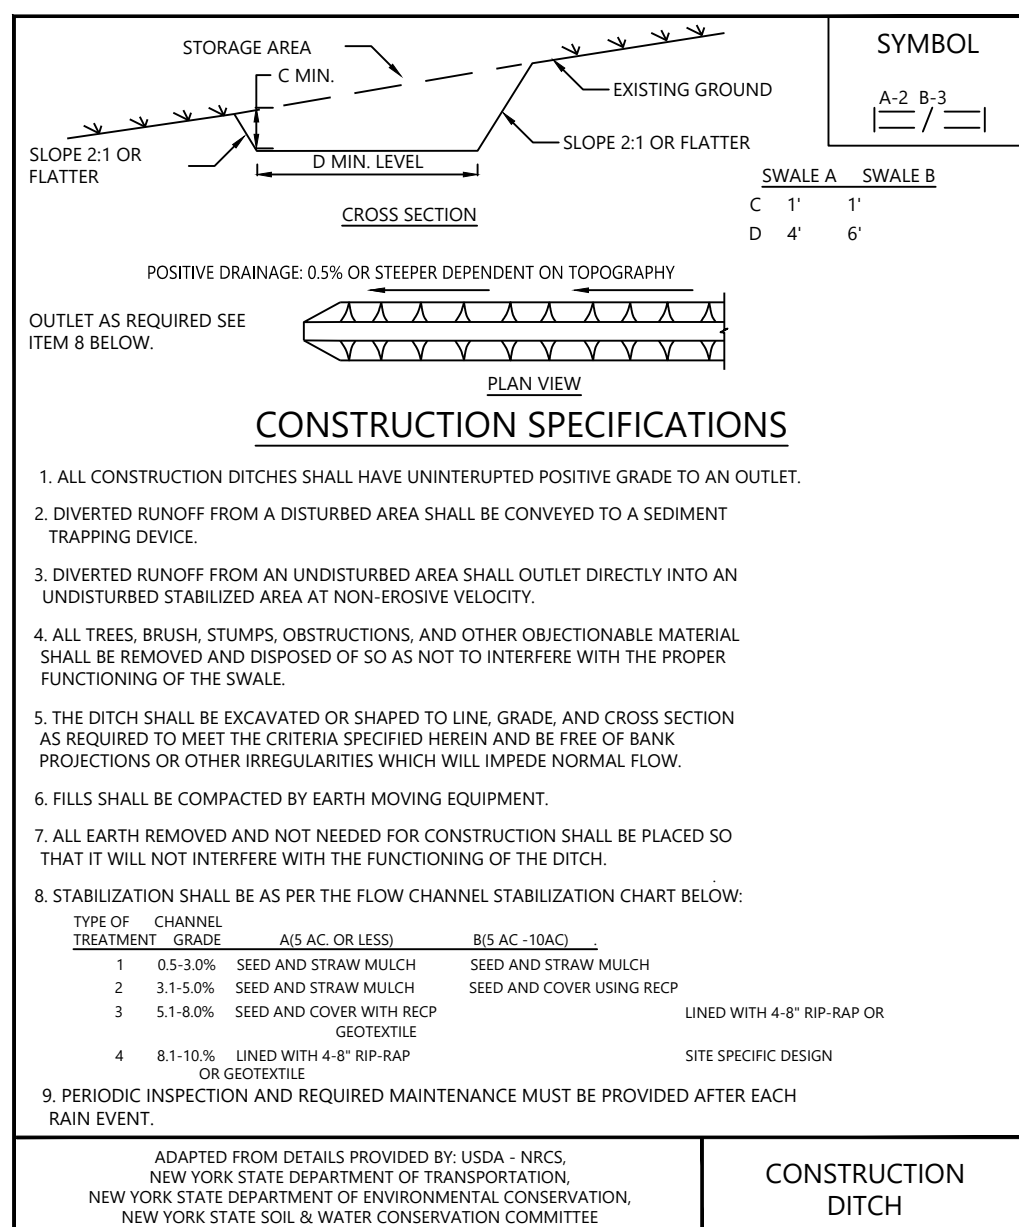 STORAGE AREA
C MIN.
EXISTING GROUND
SLOPE 2:1 OR FLATTER
SLOPE 2:1 OR
FLATTER
D MIN. LEVEL
CROSS SECTION
SYMBOL
A-2 B-3
SWALE A SWALE B
C 1' 1'
D 4' 6'
POSITIVE DRAINAGE: 0.5% OR STEEPER DEPENDENT ON TOPOGRAPHY
OUTLET AS REQUIRED SEE
ITEM 8 BELOW.
PLAN VIEW
CONSTRUCTION SPECIFICATIONS
1. ALL CONSTRUCTION DITCHES SHALL HAVE UNINTERUPTED POSITIVE GRADE TO AN OUTLET.
2. DIVERTED RUNOFF FROM A DISTURBED AREA SHALL BE CONVEYED TO A SEDIMENT
TRAPPING DEVICE.
3. DIVERTED RUNOFF FROM AN UNDISTURBED AREA SHALL OUTLET DIRECTLY INTO AN
UNDISTURBED STABILIZED AREA AT NON-EROSIVE VELOCITY.
4. ALL TREES, BRUSH, STUMPS, OBSTRUCTIONS, AND OTHER OBJECTIONABLE MATERIAL
SHALL BE REMOVED AND DISPOSED OF SO AS NOT TO INTERFERE WITH THE PROPER
FUNCTIONING OF THE SWALE.
5. THE DITCH SHALL BE EXCAVATED OR SHAPED TO LINE, GRADE, AND CROSS SECTION
AS REQUIRED TO MEET THE CRITERIA SPECIFIED HEREIN AND BE FREE OF BANK
PROJECTIONS OR OTHER IRREGULARITIES WHICH WILL IMPEDE NORMAL FLOW.
6. FILLS SHALL BE COMPACTED BY EARTH MOVING EQUIPMENT.
7. ALL EARTH REMOVED AND NOT NEEDED FOR CONSTRUCTION SHALL BE PLACED SO
THAT IT WILL NOT INTERFERE WITH THE FUNCTIONING OF THE DITCH.
8. STABILIZATION SHALL BE AS PER THE FLOW CHANNEL STABILIZATION CHART BELOW:
TYPE OF CHANNEL
TREATMENT GRADE A(5 AC. OR LESS) B(5 AC -10AC) .
1 0.5-3.0% SEED AND STRAW MULCH SEED AND STRAW MULCH
2 3.1-5.0% SEED AND STRAW MULCH SEED AND COVER USING RECP
3 5.1-8.0% SEED AND COVER WITH RECP LINED WITH 4-8" RIP-RAP OR
GEOTEXTILE
4 8.1-10.% LINED WITH 4-8" RIP-RAP SITE SPECIFIC DESIGN
OR GEOTEXTILE
9. PERIODIC INSPECTION AND REQUIRED MAINTENANCE MUST BE PROVIDED AFTER EACH
RAIN EVENT.
ADAPTED FROM DETAILS PROVIDED BY: USDA - NRCS,
NEW YORK STATE DEPARTMENT OF TRANSPORTATION,
NEW YORK STATE DEPARTMENT OF ENVIRONMENTAL CONSERVATION,
NEW YORK STATE SOIL & WATER CONSERVATION COMMITTEE
CONSTRUCTION
DITCH